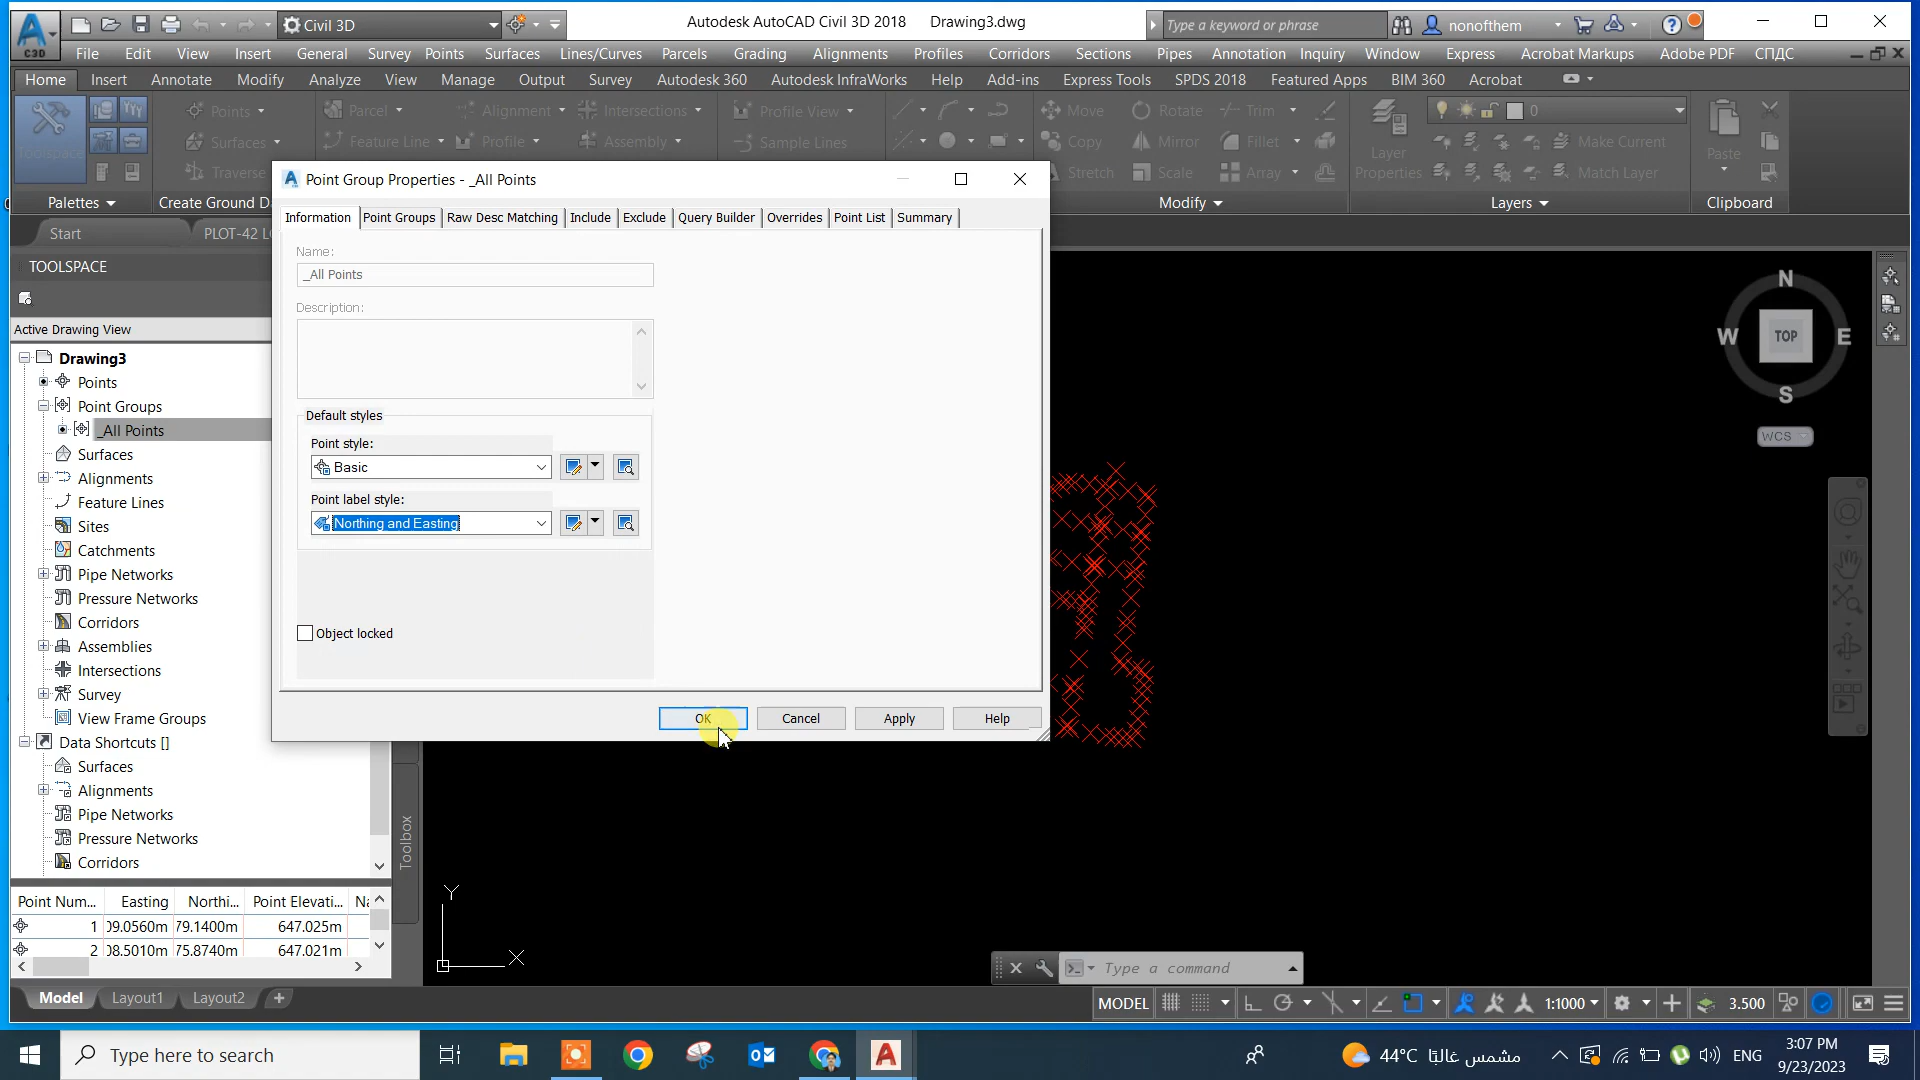 Civil 3D
Autodesk AutoCAD Civil 3D 2018 Drawing3.dwg
Type a keyword or phrase
nonofthem
C3D
File Edit View Insert General Survey Points Surfaces Lines/Curves Parcels Grading Alignments Profiles Corridors Sections Pipes Annotation Inquiry Window Express Acrobat Markups Adobe PDF СПДС
Home Insert Annotate Modify Analyze View Manage Output Survey Autodesk 360 Autodesk InfraWorks Help Add-ins Express Tools SPDS 2018 Featured Apps BIM 360 Acrobat
Points Parcel Alignment Intersections Profile View Move Rotate Trim 0
Toolspace Surfaces Feature Line Profile Assembly Sample Lines Copy Mirror Fillet Layer Properties Make Current Paste
Traverse Stretch Scale Array Match Layer
Palettes Create Ground Da Modify Layers Clipboard
Start PLOT-42 L
TOOLSPACE
Active Drawing View
Drawing3
Points
Point Groups
_All Points
Surfaces
Alignments
Feature Lines
Sites
Catchments
Pipe Networks
Pressure Networks
Corridors
Assemblies
Intersections
Survey
View Frame Groups
Data Shortcuts []
Surfaces
Alignments
Pipe Networks
Pressure Networks
Corridors
Toolbox
Point Num... Easting Northi... Point Elevati... Na
1 09.0560m 79.1400m 647.025m
2 08.5010m 75.8740m 647.021m
Point Group Properties - _All Points
Information Point Groups Raw Desc Matching Include Exclude Query Builder Overrides Point List Summary
Name:
_All Points
Description:
Default styles
Point style:
Basic
Point label style:
Northing and Easting
Object locked
OK Cancel Apply Help
N
W TOP E
S
WCS
Y
X
Type a command
Model Layout1 Layout2 +
MODEL 1:1000 3.500
Type here to search
44°C مشمس غالبًا
ENG
3:07 PM
9/23/2023